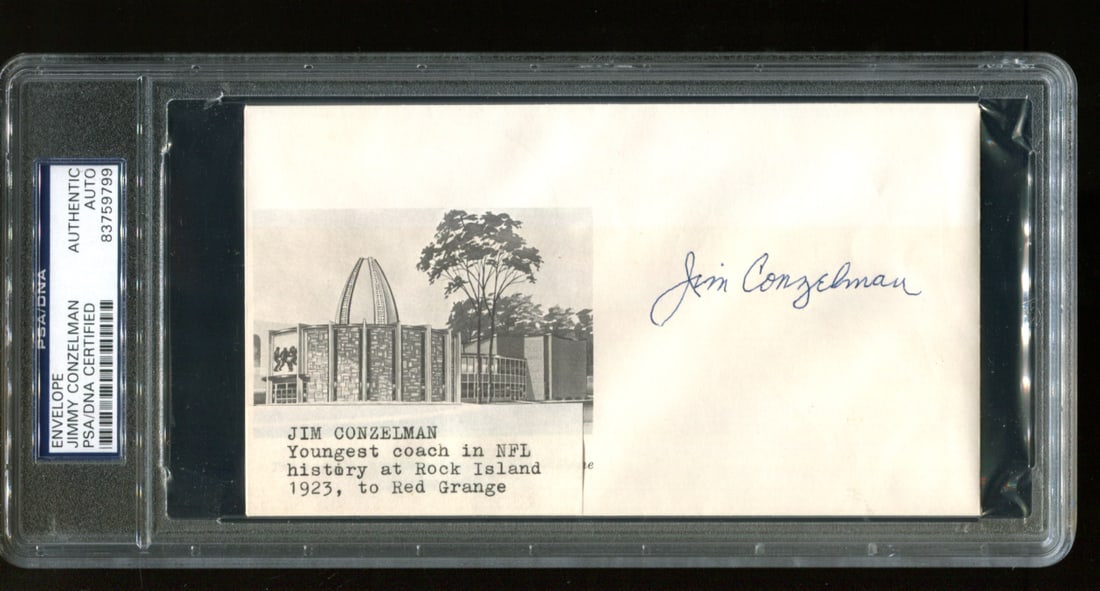 PSA/DNA
ENVELOPE
JIMMY CONZELMAN
PSA/DNA CERTIFIED
AUTHENTIC
AUTO
83759799
JIM CONZELMAN
Youngest coach in NFL
history at Rock Island
1923, to Red Grange
Jim Conzelman